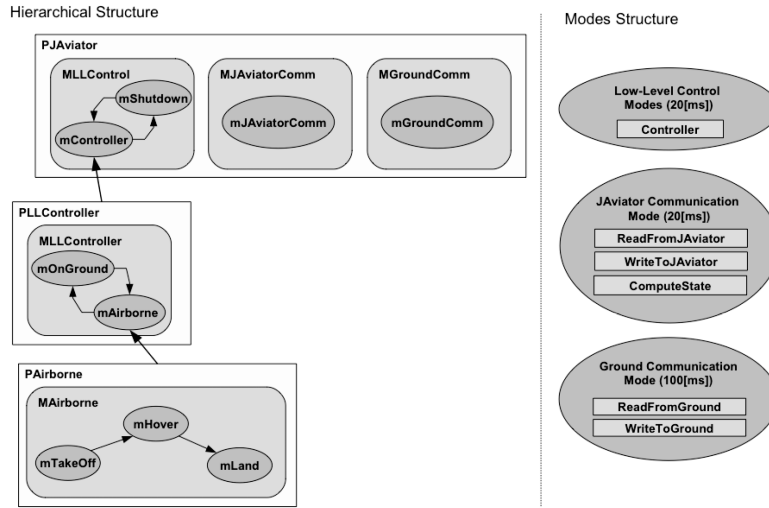 Hierarchical Structure
PJAviator
MLLControl
mShutdown
mController
MJAviatorComm
mJAviatorComm
MGroundComm
mGroundComm
PLLController
MLLController
mOnGround
mAirborne
PAirborne
MAirborne
mHover
mTakeOff
mLand
Modes Structure
Low-Level Control
Modes (20[ms])
Controller
JAviator Communication
Mode (20[ms])
ReadFromJAviator
WriteToJAviator
ComputeState
Ground Communication
Mode (100[ms])
ReadFromGround
WriteToGround